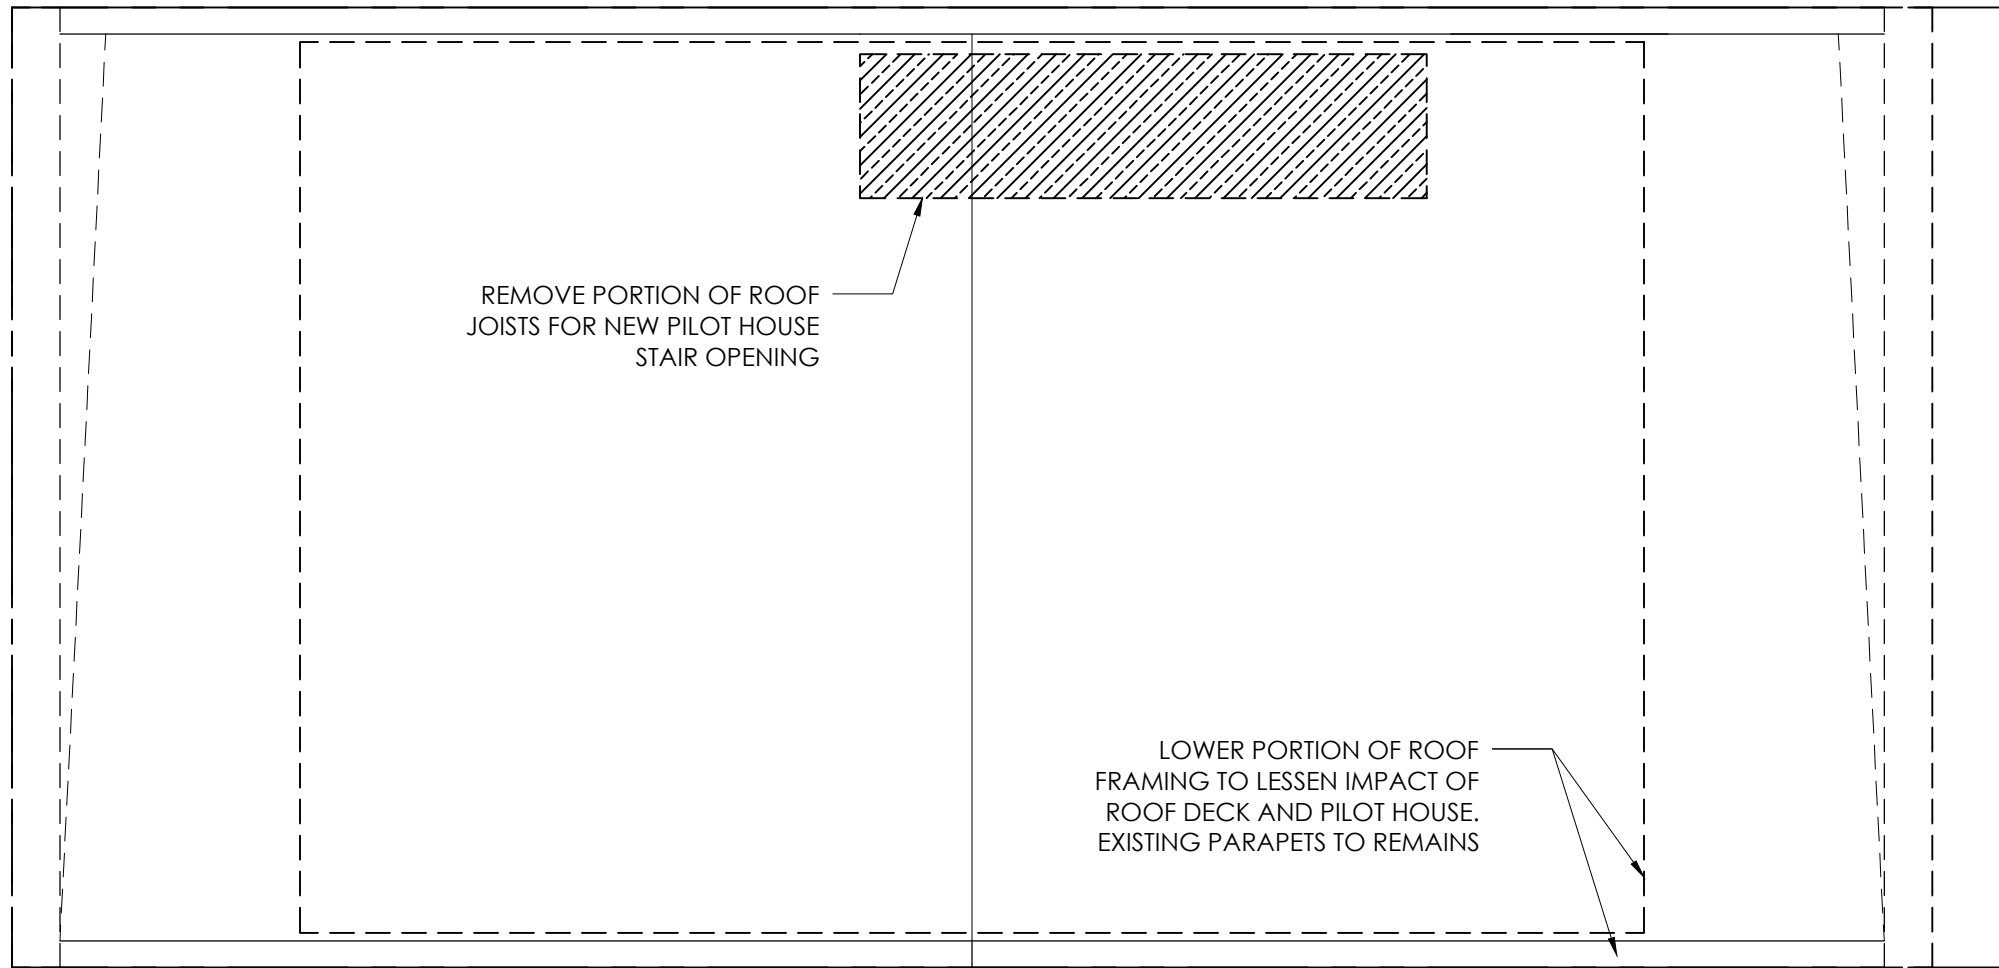 REMOVE PORTION OF ROOF
JOISTS FOR NEW PILOT HOUSE
STAIR OPENING
LOWER PORTION OF ROOF
FRAMING TO LESSEN IMPACT OF
ROOF DECK AND PILOT HOUSE.
EXISTING PARAPETS TO REMAINS